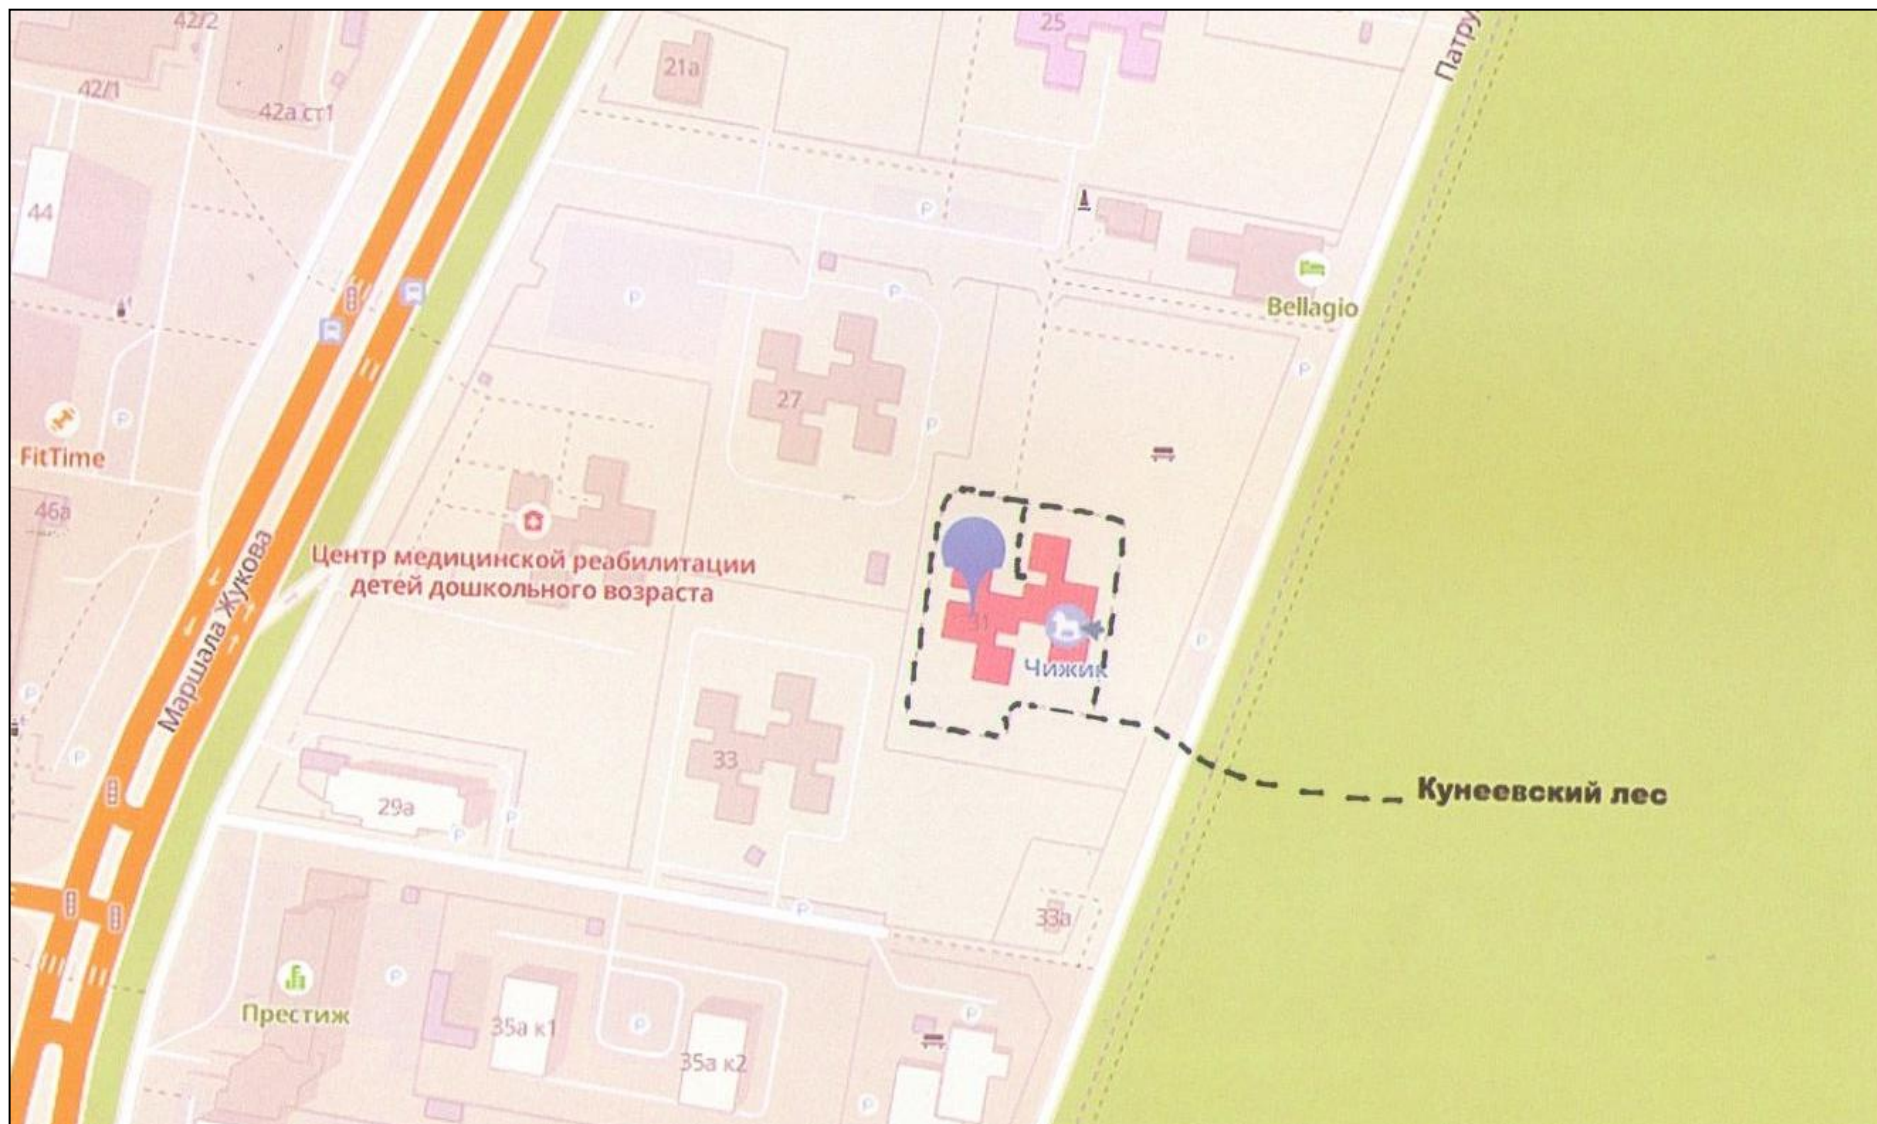 42/2
25
Патру
21а
42/1
42а ст1
44
P
P
P
Bellagio
P
27
P
P
FitTime
46а
Центр медицинской реабилитации
детей дошкольного возраста
Маршала Жукова
31
P
Чижик
P
P
33
29а
P
P
Кунеевский лес
P
33а
P
Престиж
35а к1
P
35а к2
P
P